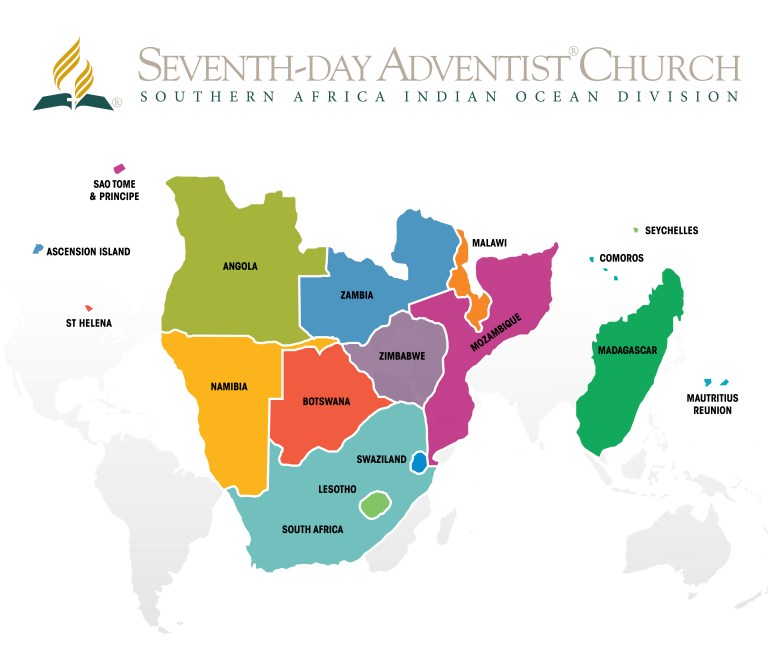 SEVENTH-DAY ADVENTIST® CHURCH
SOUTHERN AFRICA INDIAN OCEAN DIVISION
®
SAO TOME
& PRINCIPE
ASCENSION ISLAND
ST HELENA
ANGOLA
ZAMBIA
MALAWI
MOZAMBIQUE
ZIMBABWE
NAMIBIA
BOTSWANA
SWAZILAND
LESOTHO
SOUTH AFRICA
SEYCHELLES
COMOROS
MADAGASCAR
MAUTRITIUS
REUNION